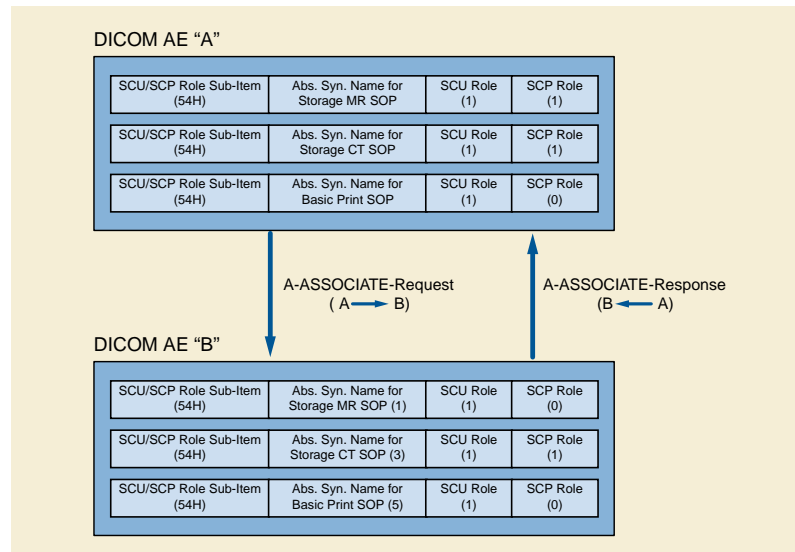 DICOM AE “A”
SCU/SCP Role Sub-Item (54H) Abs. Syn. Name for Storage MR SOP SCU Role (1) SCP Role (1)
SCU/SCP Role Sub-Item (54H) Abs. Syn. Name for Storage CT SOP SCU Role (1) SCP Role (1)
SCU/SCP Role Sub-Item (54H) Abs. Syn. Name for Basic Print SOP SCU Role (1) SCP Role (0)
A-ASSOCIATE-Request
( A B)
A-ASSOCIATE-Response
(B A)
DICOM AE “B”
SCU/SCP Role Sub-Item (54H) Abs. Syn. Name for Storage MR SOP (1) SCU Role (1) SCP Role (0)
SCU/SCP Role Sub-Item (54H) Abs. Syn. Name for Storage CT SOP (3) SCU Role (1) SCP Role (1)
SCU/SCP Role Sub-Item (54H) Abs. Syn. Name for Basic Print SOP (5) SCU Role (1) SCP Role (0)